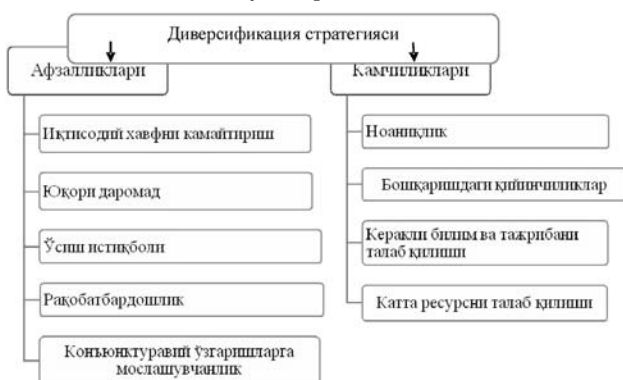 Диверсификация стратегияси
Афзалликлари
Камчиликлари
Иқтисодий хавфни камайтириш
Юқори даромад
Ўсиш истиқболи
Рақобатбардошлик
Конъюнктуравий ўзгаришларга
мослашувчанлик
Ноаниқлик
Бошқаришдаги қийинчиликлар
Керакли билим ва тажрибани
талаб қилиши
Катта ресурсни талаб қилиши